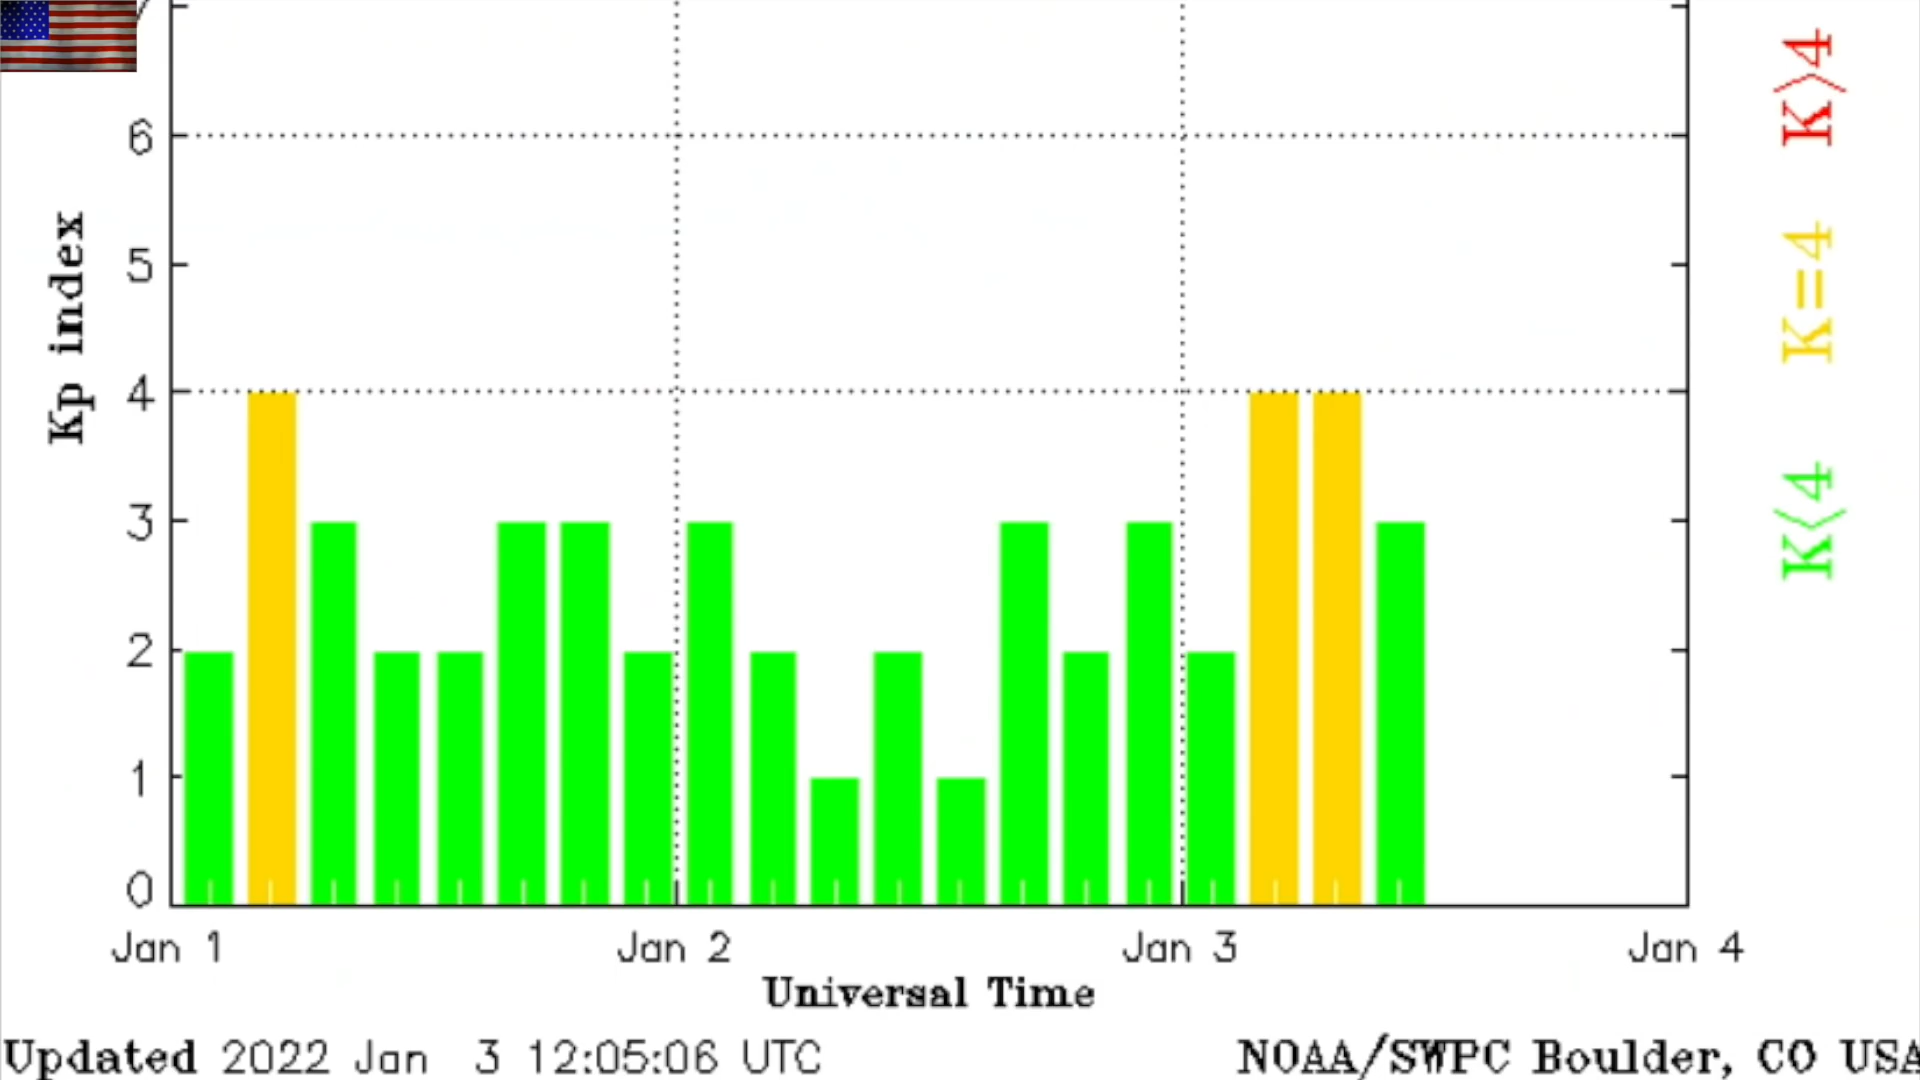 7
6
5
4
3
2
1
0
Kp index
K>4
K=4
K<4
Jan 1 Jan 2 Jan 3 Jan 4
Universal Time
Updated 2022 Jan 3 12:05:06 UTC
NOAA/SWPC Boulder, CO USA